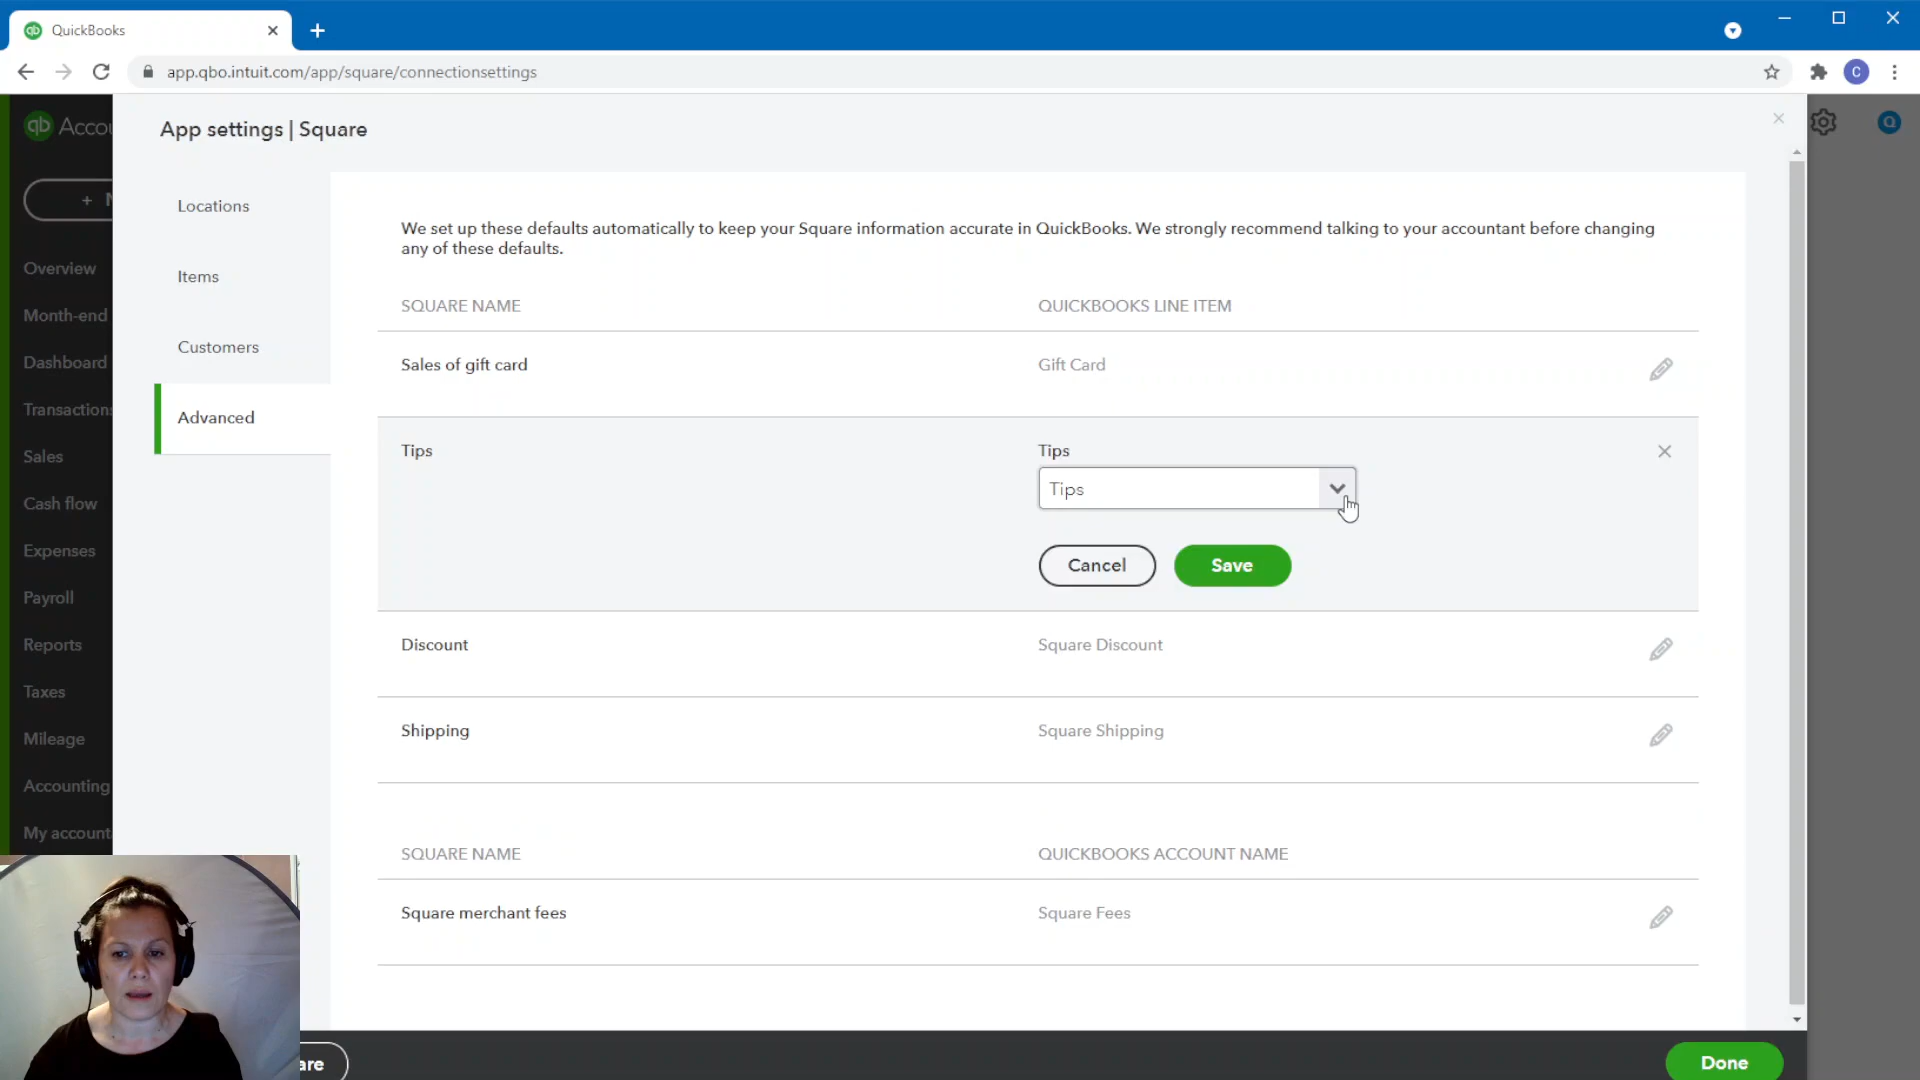 QuickBooks
app.qbo.intuit.com/app/square/connectionsettings
C
qb
App settings | Square
Locations
Items
Customers
Advanced
Overview
Month-end
Dashboard
Transactions
Sales
Cash flow
Expenses
Payroll
Reports
Taxes
Mileage
Accounting
My account
We set up these defaults automatically to keep your Square information accurate in QuickBooks. We strongly recommend talking to your accountant before changing
any of these defaults.
SQUARE NAME QUICKBOOKS LINE ITEM
Sales of gift card Gift Card
Tips Tips
Tips
Cancel Save
Discount Square Discount
Shipping Square Shipping
SQUARE NAME QUICKBOOKS ACCOUNT NAME
Square merchant fees Square Fees
Done